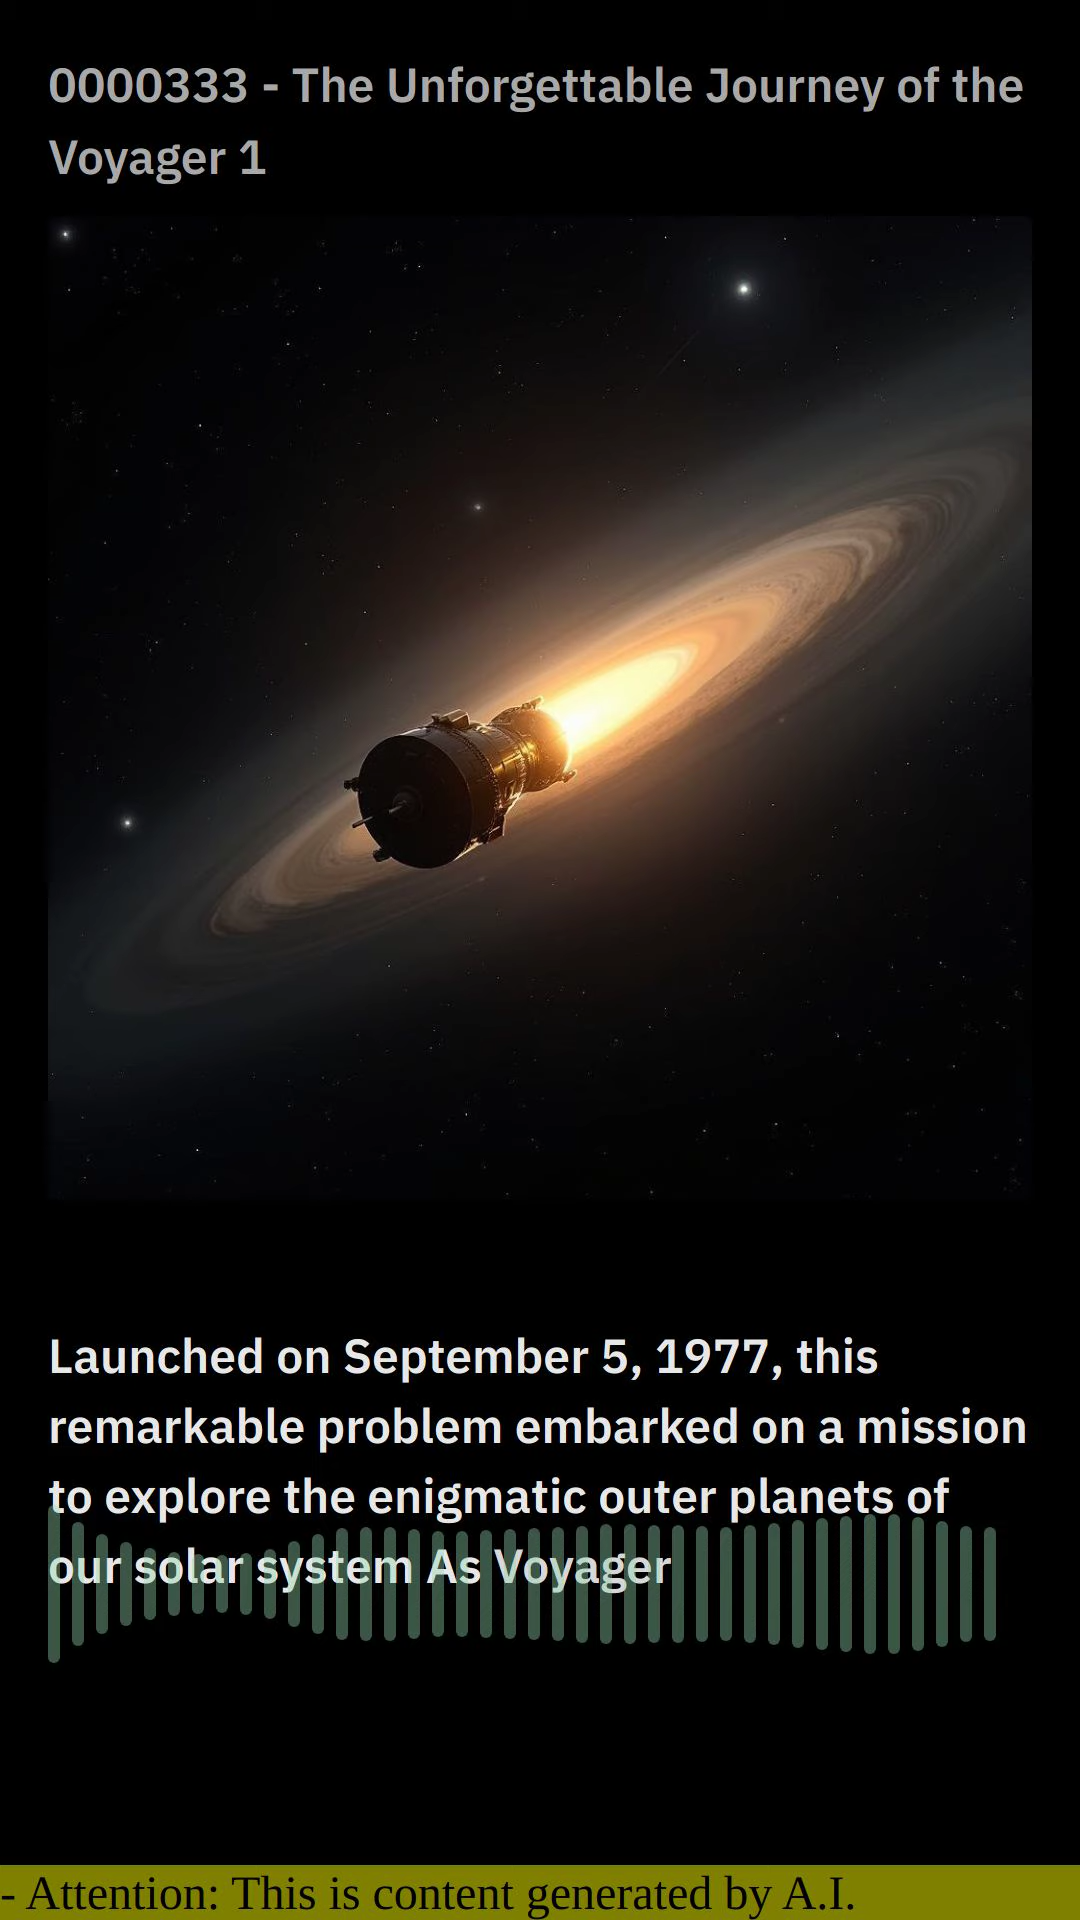 0000333 - The Unforgettable Journey of the
Voyager 1
Launched on September 5, 1977, this
remarkable problem embarked on a mission
to explore the enigmatic outer planets of
our solar system As Voyager
- Attention: This is content generated by A.I.